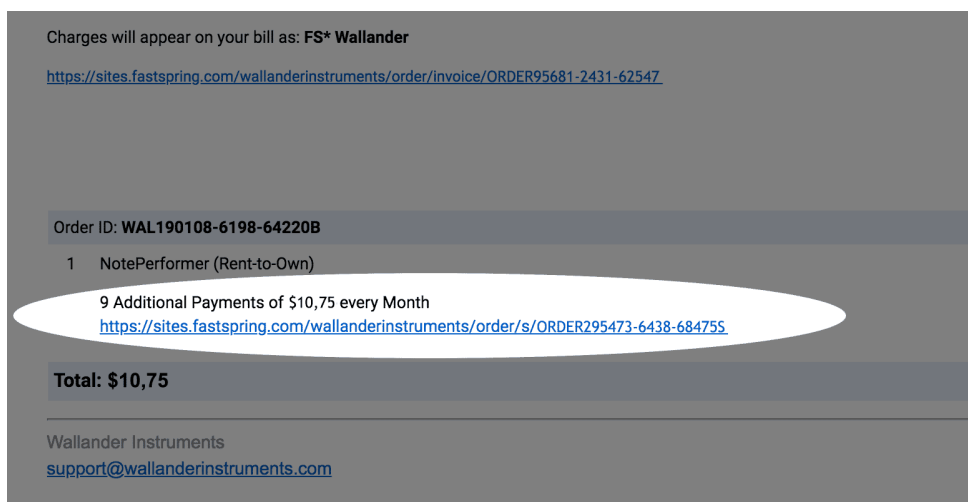 Charges will appear on your bill as: FS* Wallander
https://sites.fastspring.com/wallanderinstruments/order/invoice/ORDER95681-2431-62547
Order ID: WAL190108-6198-64220B
1 NotePerformer (Rent-to-Own)
9 Additional Payments of $10,75 every Month
https://sites.fastspring.com/wallanderinstruments/order/s/ORDER295473-6438-68475S
Total: $10,75
Wallander Instruments
support@wallanderinstruments.com